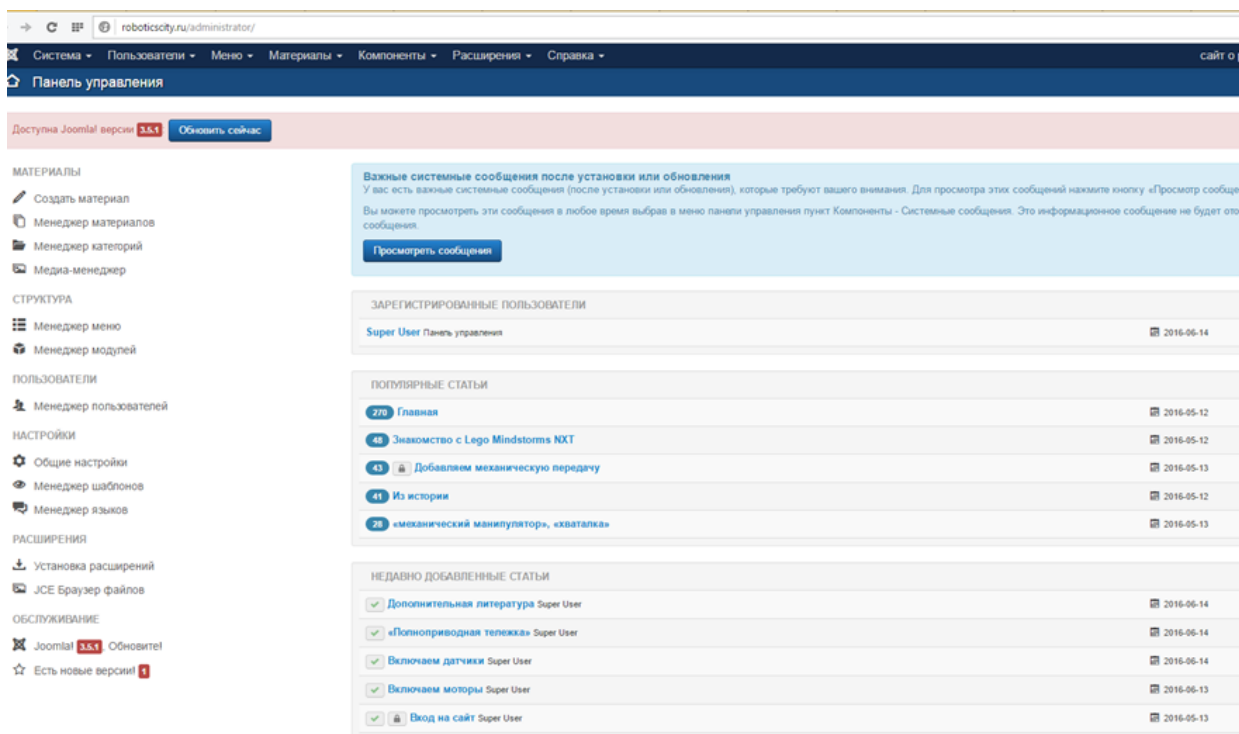 roboticscity.ru/administrator/
Система Пользователи Меню Материалы Компоненты Расширения Справка сайт о
Панель управления
Доступна Joomla! версии 3.5.1: Обновить сейчас
МАТЕРИАЛЫ
Создать материал
Менеджер материалов
Менеджер категорий
Медиа-менеджер
СТРУКТУРА
Менеджер меню
Менеджер модулей
ПОЛЬЗОВАТЕЛИ
Менеджер пользователей
НАСТРОЙКИ
Общие настройки
Менеджер шаблонов
Менеджер языков
РАСШИРЕНИЯ
Установка расширений
JCE Браузер файлов
ОБСЛУЖИВАНИЕ
Joomla! 3.5.1, Обновите!
Есть новые версии! 1
Важные системные сообщения после установки или обновления
У вас есть важные системные сообщения (после установки или обновления), которые требуют вашего внимания. Для просмотра этих сообщений нажмите кнопку «Просмотр сообще
Вы можете просмотреть эти сообщения в любое время выбрав в меню панели управления пункт Компоненты - Системные сообщения. Это информационное сообщение не будет ото
сообщения.
Просмотреть сообщения
ЗАРЕГИСТРИРОВАННЫЕ ПОЛЬЗОВАТЕЛИ
Super User Панель управления 2016-06-14
ПОПУЛЯРНЫЕ СТАТЬИ
270 Главная 2016-05-12
48 Знакомство с Lego Mindstorms NXT 2016-05-12
43 Добавляем механическую передачу 2016-05-13
41 Из истории 2016-05-12
28 «механический манипулятор», «хваталка» 2016-05-13
НЕДАВНО ДОБАВЛЕННЫЕ СТАТЬИ
Дополнительная литература Super User 2016-06-14
«Полноприводная тележка» Super User 2016-06-14
Включаем датчики Super User 2016-06-14
Включаем моторы Super User 2016-06-13
Вход на сайт Super User 2016-05-13